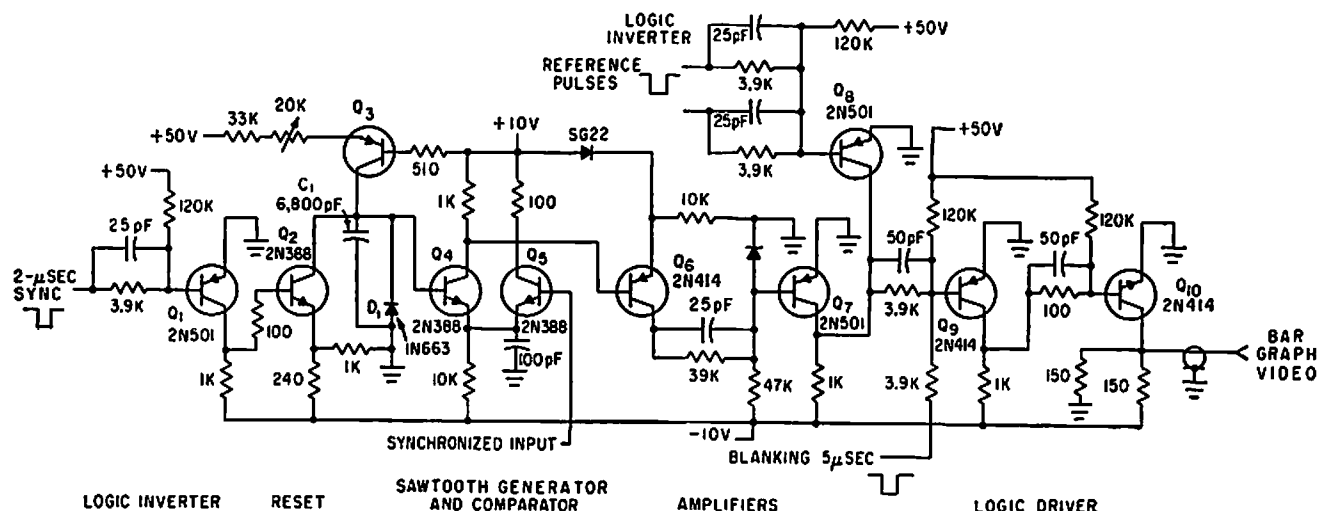 LOGIC
INVERTER
REFERENCE
PULSES
25pF
3.9K
25pF
3.9K
120K
+50V
Q8
2N501
+50V
33K
20K
Q3
510
+10V
SG22
+50V
120K
25pF
2-μSEC
SYNC
3.9K
Q1
2N501
1K
100
Q2
2N388
240
C1
6,800pF
D1
1N663
1K
1K
100
Q4
2N388
10K
Q5
2N388
100pF
SYNCHRONIZED INPUT
Q6
2N414
10K
25pF
39K
47K
-10V
Q7
2N501
1K
+50V
120K
50pF
3.9K
3.9K
BLANKING 5μSEC
Q9
2N414
1K
120K
50pF
100
Q10
2N414
150
150
BAR
GRAPH
VIDEO
LOGIC INVERTER
RESET
SAWTOOTH GENERATOR
AND COMPARATOR
AMPLIFIERS
LOGIC DRIVER